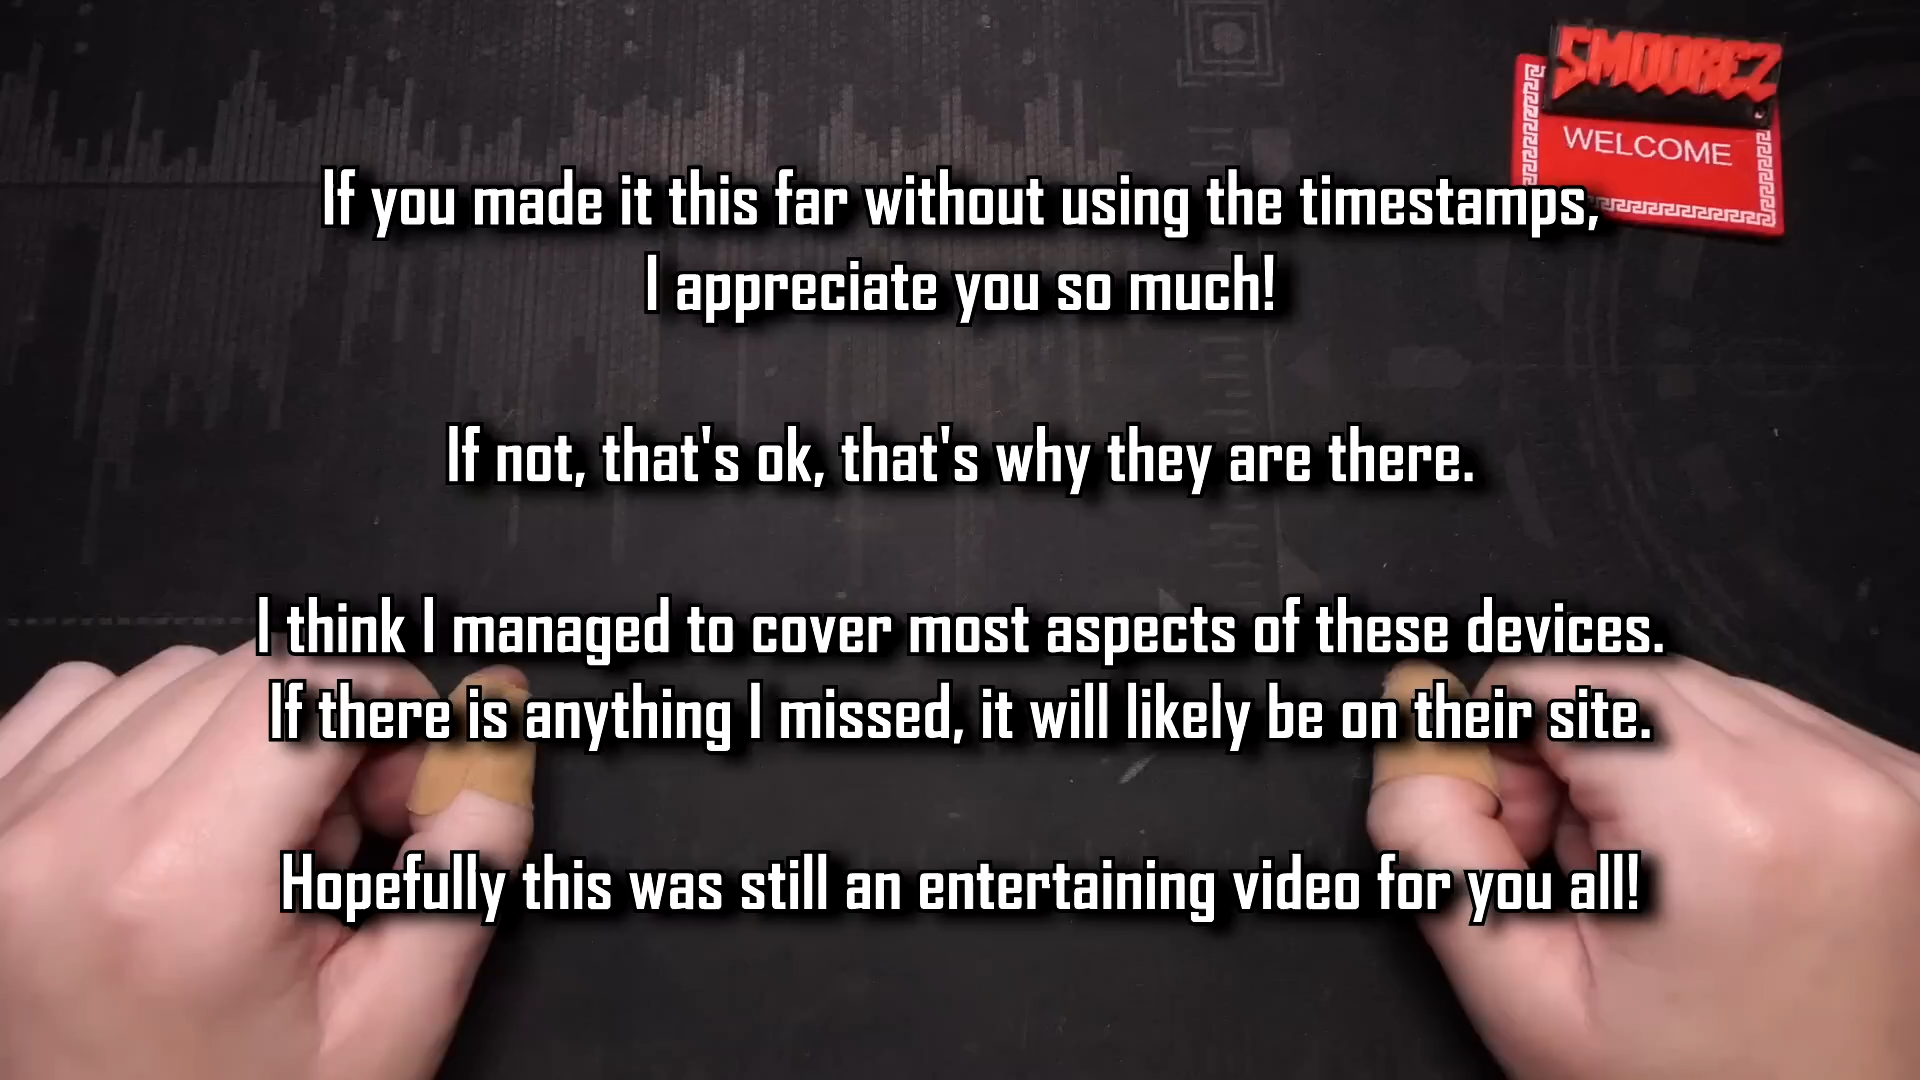 SMOOREZ
WELCOME
If you made it this far without using the timestamps,
I appreciate you so much!
If not, that's ok, that's why they are there.
I think I managed to cover most aspects of these devices.
If there is anything I missed, it will likely be on their site.
Hopefully this was still an entertaining video for you all!